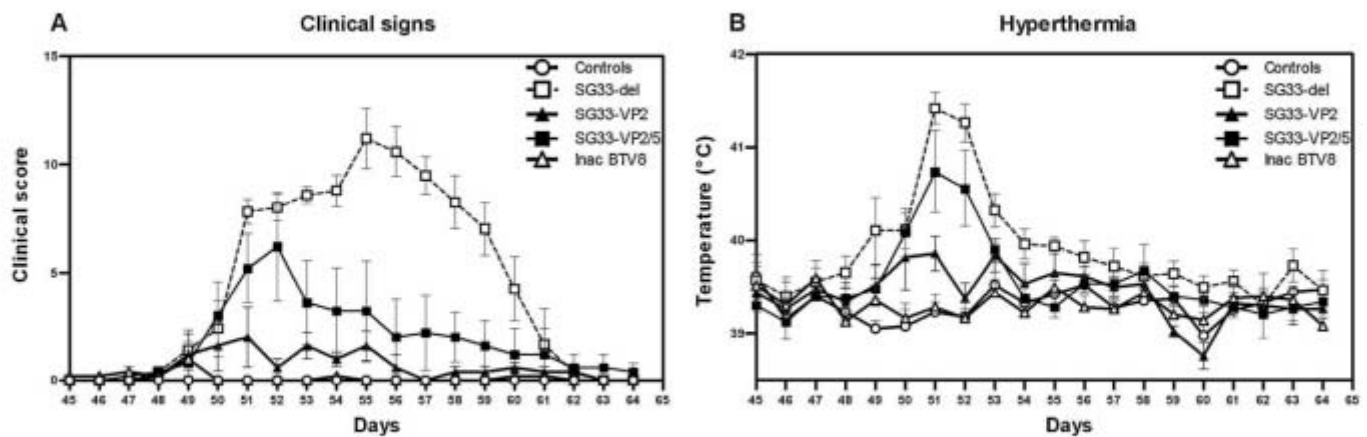 A Clinical signs
15
10
5
0
Clinical score
Controls
SG33-del
SG33-VP2
SG33-VP2/5
Inac BTV8
45 46 47 48 49 50 51 52 53 54 55 56 57 58 59 60 61 62 63 64 65
Days
B Hyperthermia
42
41
40
39
Temperature (°C)
Controls
SG33-del
SG33-VP2
SG33-VP2/5
Inac BTV8
45 46 47 48 49 50 51 52 53 54 55 56 57 58 59 60 61 62 63 64 65
Days